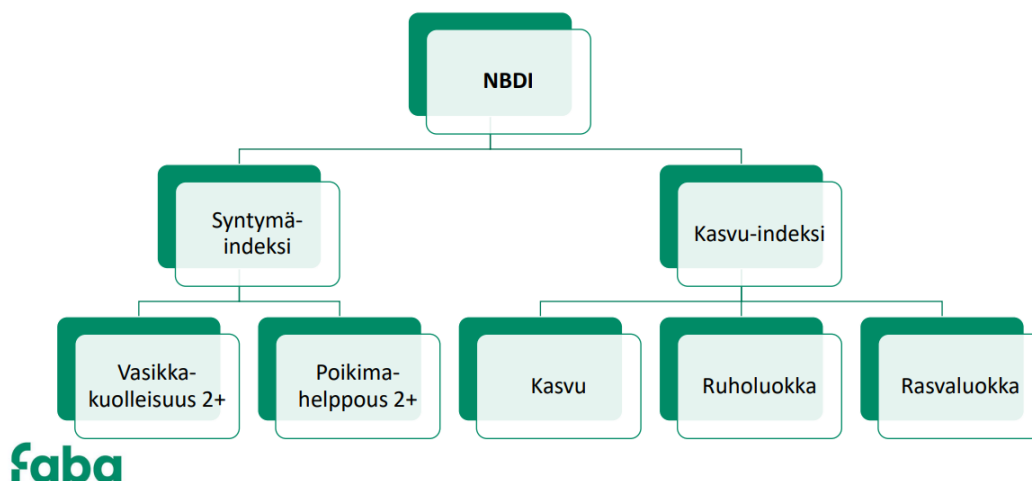 NBDI
Syntymä-
indeksi
Kasvu-indeksi
Vasikka-
kuolleisuus 2+
Poikima-
helppous 2+
Kasvu
Ruholuokka
Rasvaluokka
faba